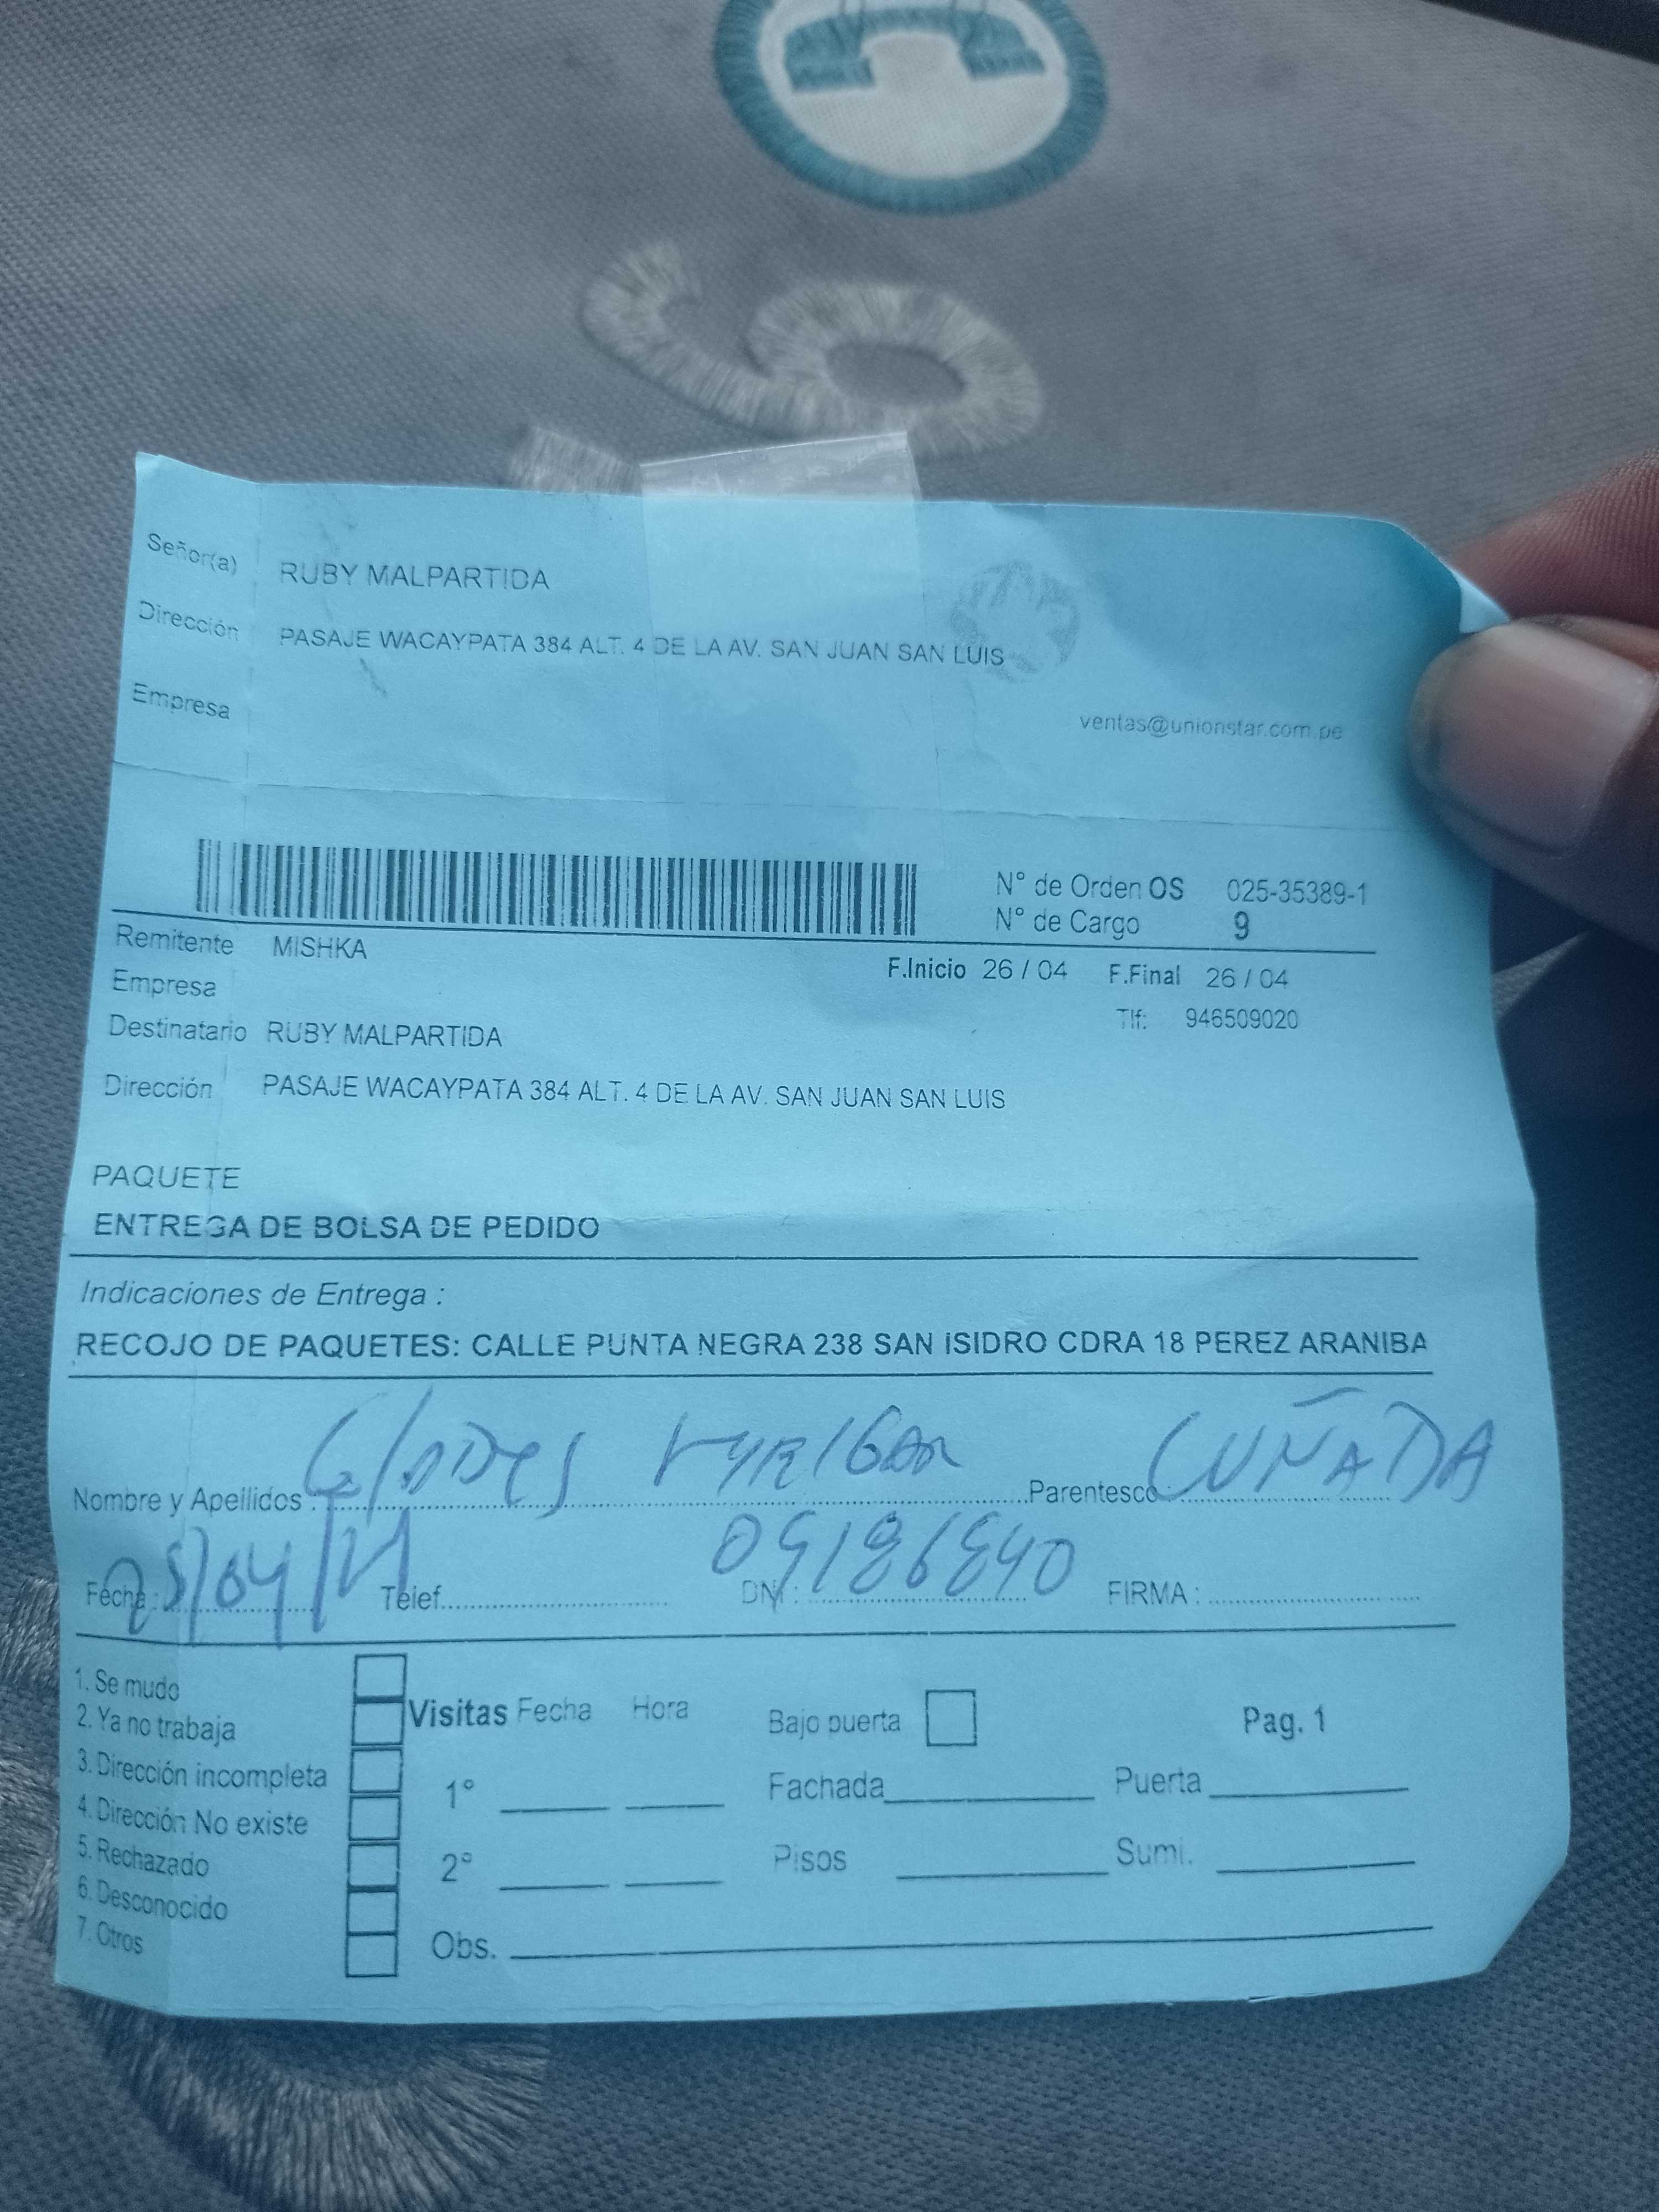 Señor(a) RUBY MALPARTIDA
Dirección PASAJE WACAYPATA 384 ALT. 4 DE LA AV. SAN JUAN SAN LUIS
Empresa
ventas@unionstar.com.pe
N° de Orden OS 025-35389-1
N° de Cargo 9
Remitente MISHKA
F.Inicio 26 / 04 F.Final 26 / 04
Empresa
Tlf: 946509020
Destinatario RUBY MALPARTIDA
Dirección PASAJE WACAYPATA 384 ALT. 4 DE LA AV. SAN JUAN SAN LUIS
PAQUETE
ENTREGA DE BOLSA DE PEDIDO
Indicaciones de Entrega :
RECOJO DE PAQUETES: CALLE PUNTA NEGRA 238 SAN ISIDRO CDRA 18 PEREZ ARANIBA
Nombre y Apellidos : Parentesco : CUÑADA
Fecha : Telef. DNI : FIRMA :
1. Se mudo
2. Ya no trabaja
3. Dirección incompleta
4. Dirección No existe
5. Rechazado
6. Desconocido
7. Otros
Visitas Fecha Hora
1°
2°
Obs.
Bajo puerta
Pag. 1
Fachada Puerta
Pisos Sumi.